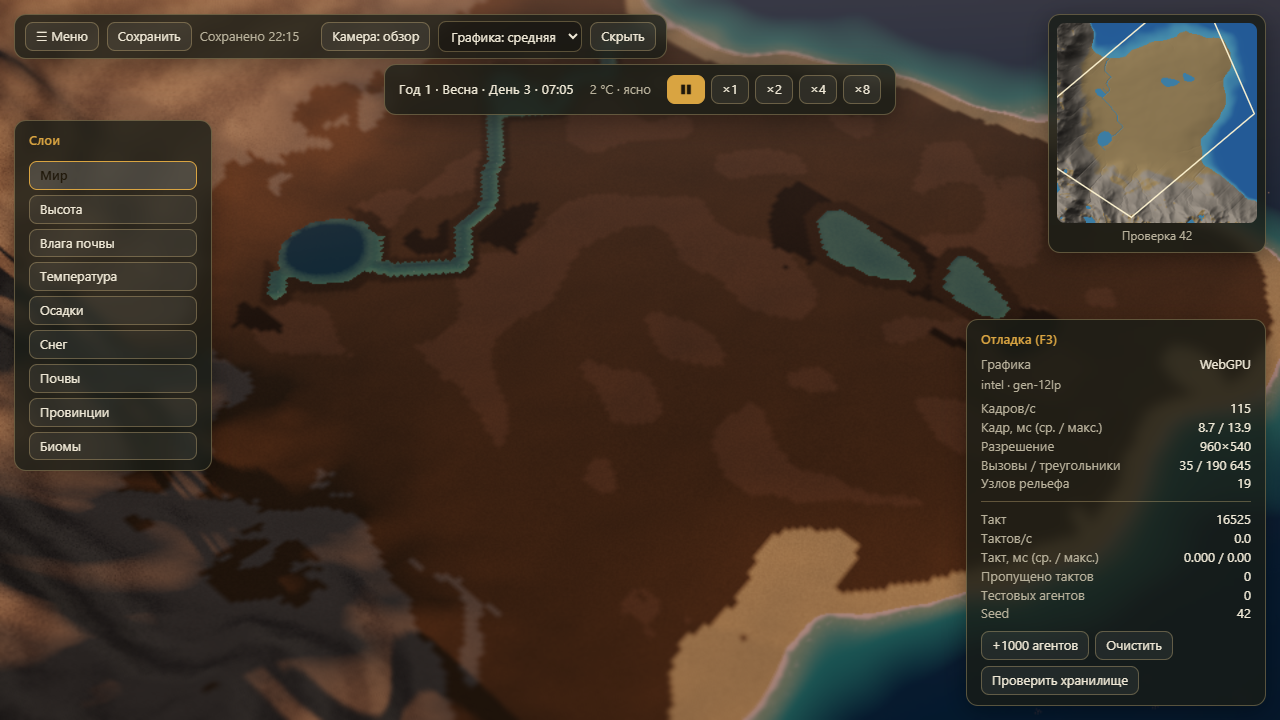 ☰ Меню Сохранить Сохранено 22:15 Камера: обзор Графика: средняя Скрыть
Год 1 · Весна · День 3 · 07:05 2 °C · ясно ×1 ×2 ×4 ×8
Слои
Мир
Высота
Влага почвы
Температура
Осадки
Снег
Почвы
Провинции
Биомы
Проверка 42
Отладка (F3)
Графика WebGPU
intel · gen-12lp
Кадров/с 115
Кадр, мс (ср. / макс.) 8.7 / 13.9
Разрешение 960×540
Вызовы / треугольники 35 / 190 645
Узлов рельефа 19
Такт 16525
Тактов/с 0.0
Такт, мс (ср. / макс.) 0.000 / 0.00
Пропущено тактов 0
Тестовых агентов 0
Seed 42
+1000 агентов Очистить
Проверить хранилище